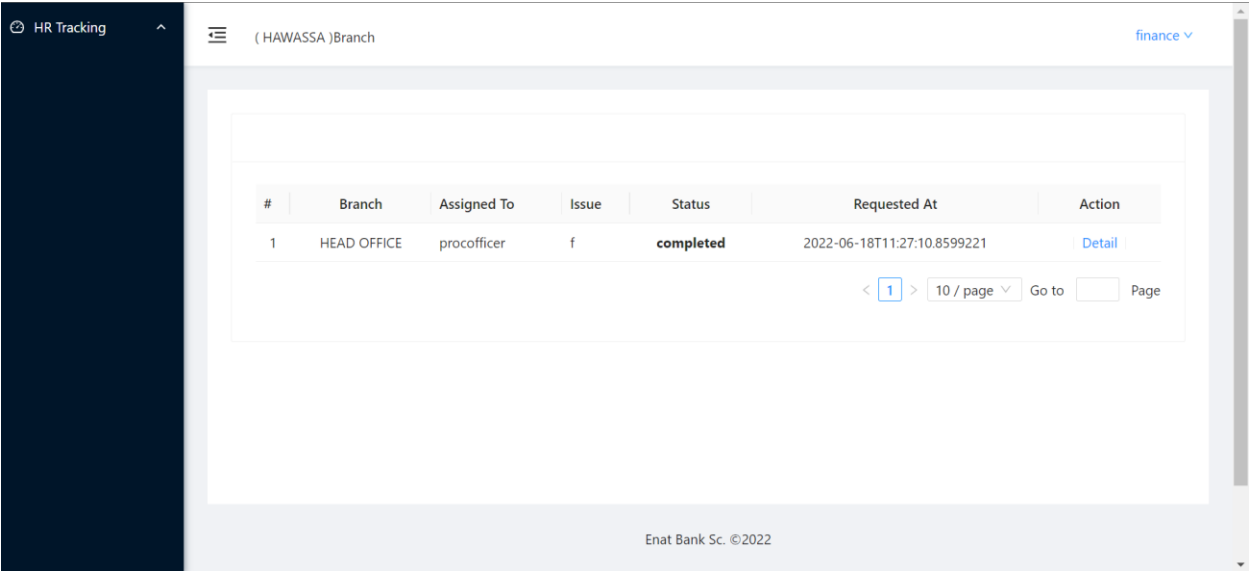 HR Tracking
( HAWASSA )Branch
finance
# Branch Assigned To Issue Status Requested At Action
1 HEAD OFFICE procofficer f completed 2022-06-18T11:27:10.8599221 Detail
< 1 > 10 / page Go to Page
Enat Bank Sc. ©2022